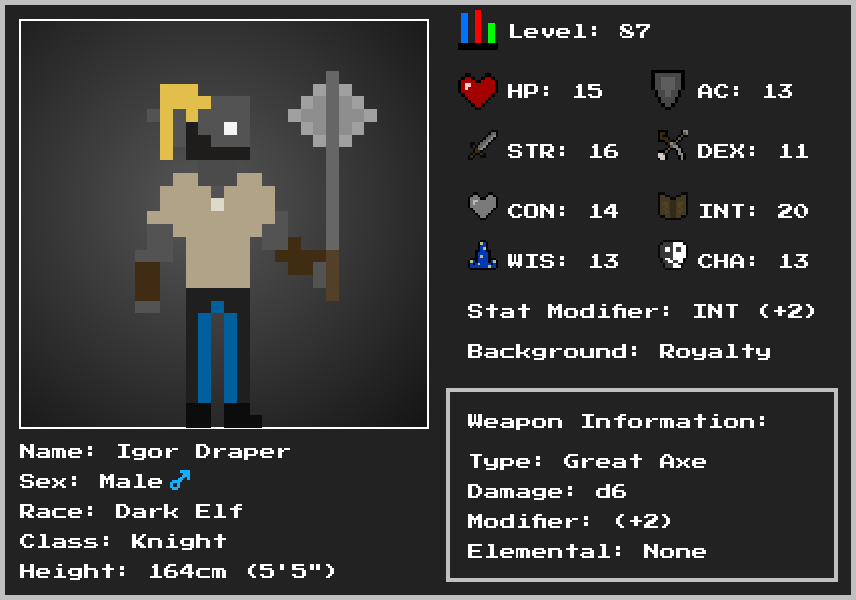 Level: 87
HP: 15 AC: 13
STR: 16 DEX: 11
CON: 14 INT: 20
WIS: 13 CHA: 13
Stat Modifier: INT (+2)
Background: Royalty
Weapon Information:
Type: Great Axe
Damage: d6
Modifier: (+2)
Elemental: None
Name: Igor Draper
Sex: Male♂
Race: Dark Elf
Class: Knight
Height: 164cm (5'5")